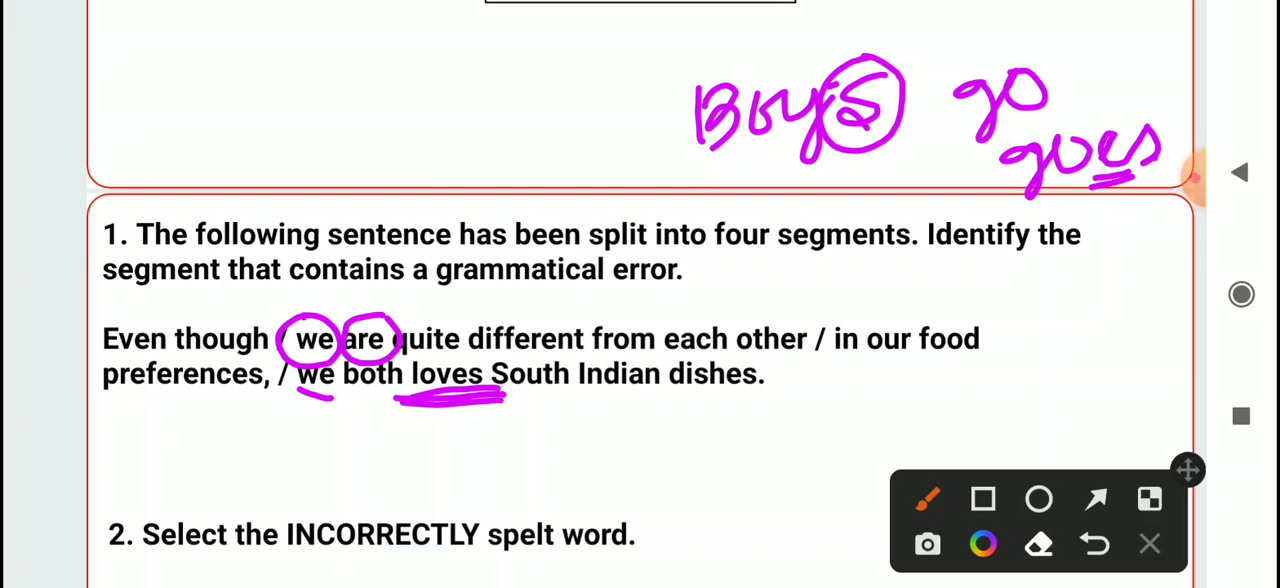 Boys go
goes
1. The following sentence has been split into four segments. Identify the
segment that contains a grammatical error.
Even though / we are quite different from each other / in our food
preferences, / we both loves South Indian dishes.
2. Select the INCORRECTLY spelt word.